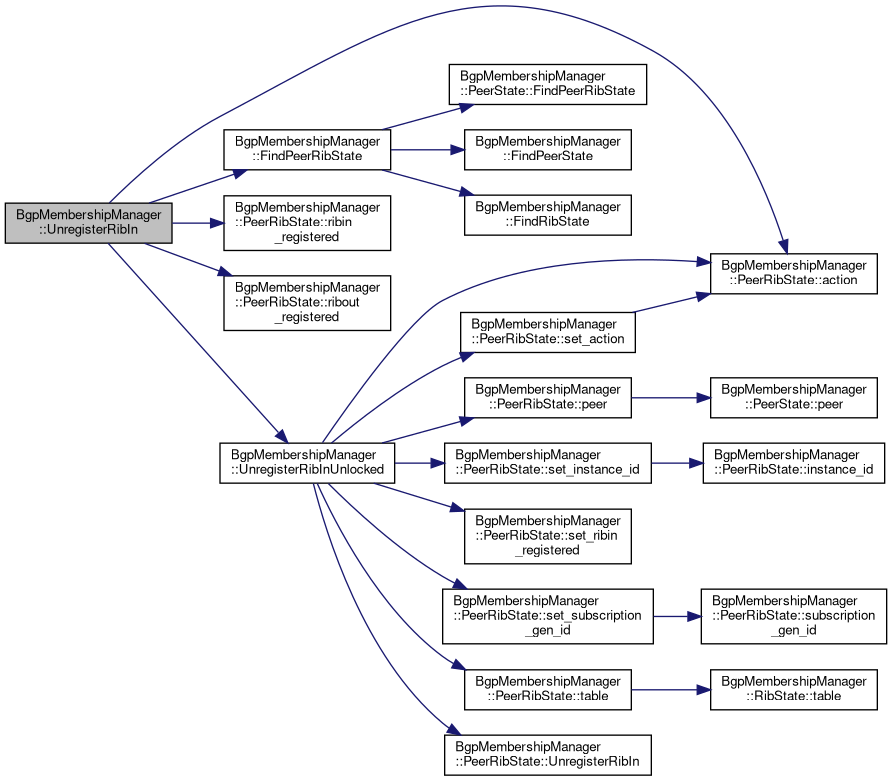 BgpMembershipManager
::UnregisterRibIn
BgpMembershipManager
::FindPeerRibState
BgpMembershipManager
::PeerState::FindPeerRibState
BgpMembershipManager
::FindPeerState
BgpMembershipManager
::FindRibState
BgpMembershipManager
::PeerRibState::ribin
_registered
BgpMembershipManager
::PeerRibState::ribout
_registered
BgpMembershipManager
::UnregisterRibInUnlocked
BgpMembershipManager
::PeerRibState::action
BgpMembershipManager
::PeerRibState::set_action
BgpMembershipManager
::PeerRibState::peer
BgpMembershipManager
::PeerState::peer
BgpMembershipManager
::PeerRibState::set_instance_id
BgpMembershipManager
::PeerRibState::instance_id
BgpMembershipManager
::PeerRibState::set_ribin
_registered
BgpMembershipManager
::PeerRibState::set_subscription
_gen_id
BgpMembershipManager
::PeerRibState::subscription
_gen_id
BgpMembershipManager
::PeerRibState::table
BgpMembershipManager
::RibState::table
BgpMembershipManager
::PeerRibState::UnregisterRibIn